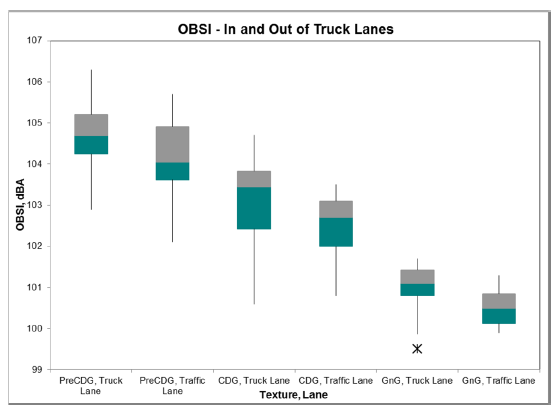 OBSI - In and Out of Truck Lanes
107
106
105
104
103
102
101
100
99
OBSI, dBA
PreCDG, Truck
Lane
PreCDG, Traffic
Lane
CDG, Truck Lane
CDG, Traffic Lane
GnG, Truck Lane
GnG, Traffic Lane
Texture, Lane